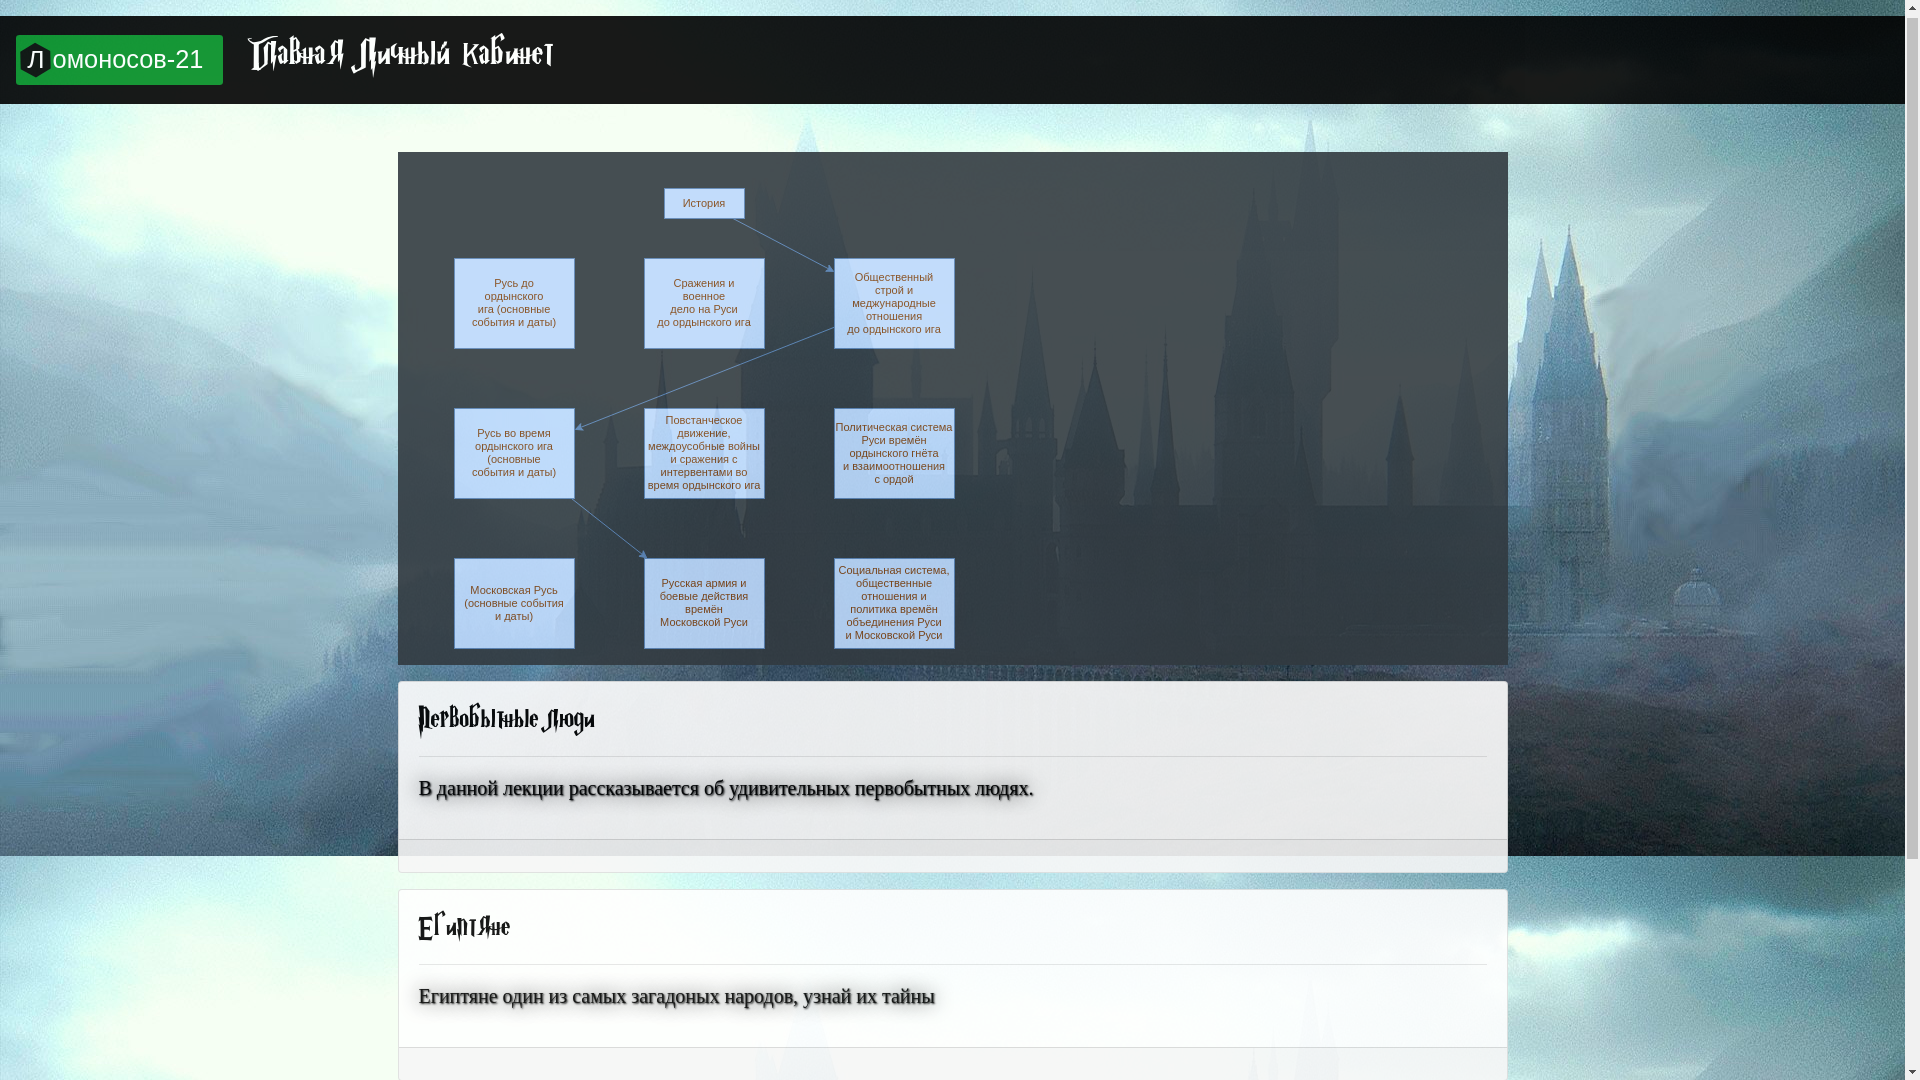 Ломоносов-21
Главная Личный кабинет
История
Русь до
ордынского
ига (основные
события и даты)
Сражения и
военное
дело на Руси
до ордынского ига
Общественный
строй и
меджународные
отношения
до ордынского ига
Русь во время
ордынского ига
(основные
события и даты)
Повстанческое
движение,
междоусобные войны
и сражения с
интервентами во
время ордынского ига
Политическая система
Руси времён
ордынского гнёта
и взаимоотношения
с ордой
Московская Русь
(основные события
и даты)
Русская армия и
боевые действия
времён
Московской Руси
Социальная система,
общественные
отношения и
политика времён
объединения Руси
и Московской Руси
Первобытные люди
В данной лекции рассказывается об удивительных первобытных людях.
Египтяне
Египтяне один из самых загадоных народов, узнай их тайны